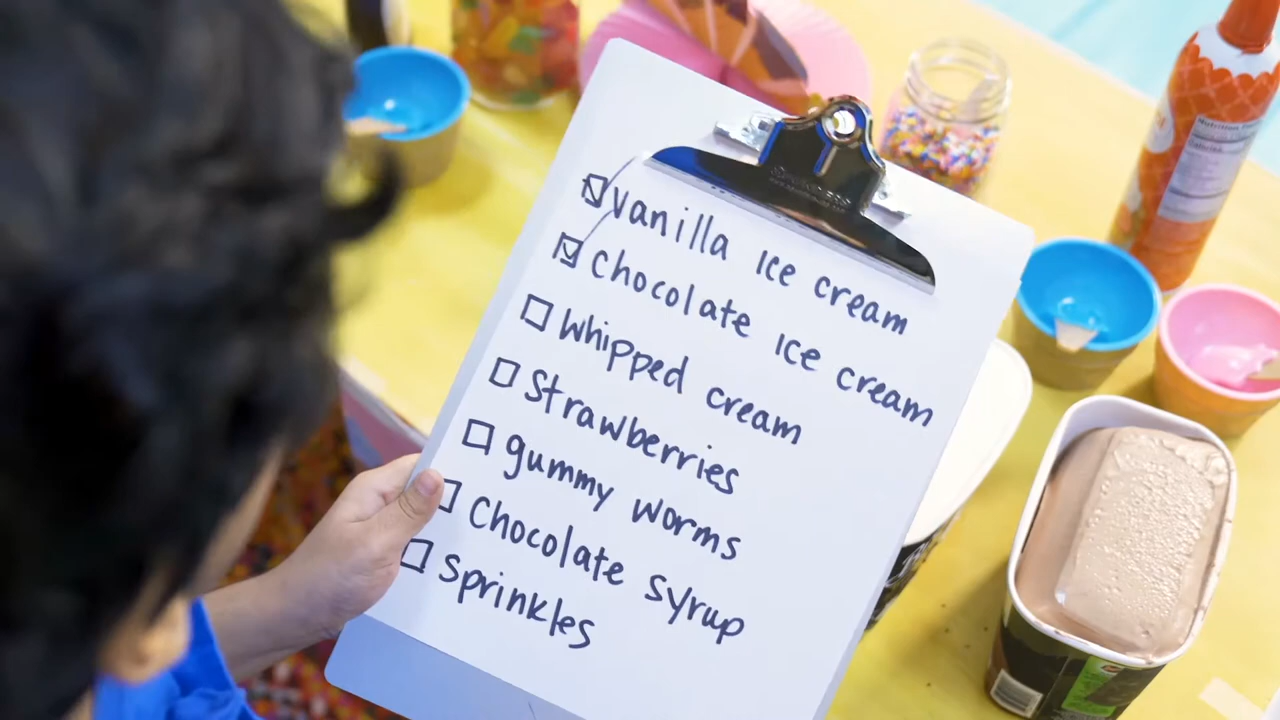 Vanilla Ice cream
Chocolate Ice cream
Whipped cream
Strawberries
gummy worms
Chocolate syrup
Sprinkles